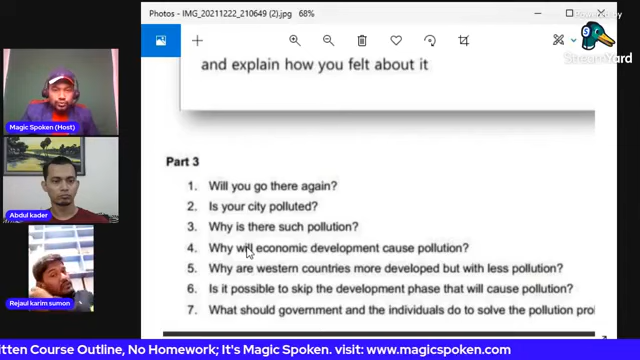 Photos - IMG_20211222_210649 (2).jpg 68%
Powered by
StreamYard
and explain how you felt about it
Magic Spoken (Host)
Abdul kader
Rejaul karim sumon
Part 3
1. Will you go there again?
2. Is your city polluted?
3. Why is there such pollution?
4. Why will economic development cause pollution?
5. Why are western countries more developed but with less pollution?
6. Is it possible to skip the development phase that will cause pollution?
7. What should government and the individuals do to solve the pollution pro
itten Course Outline, No Homework; It's Magic Spoken. visit: www.magicspoken.com